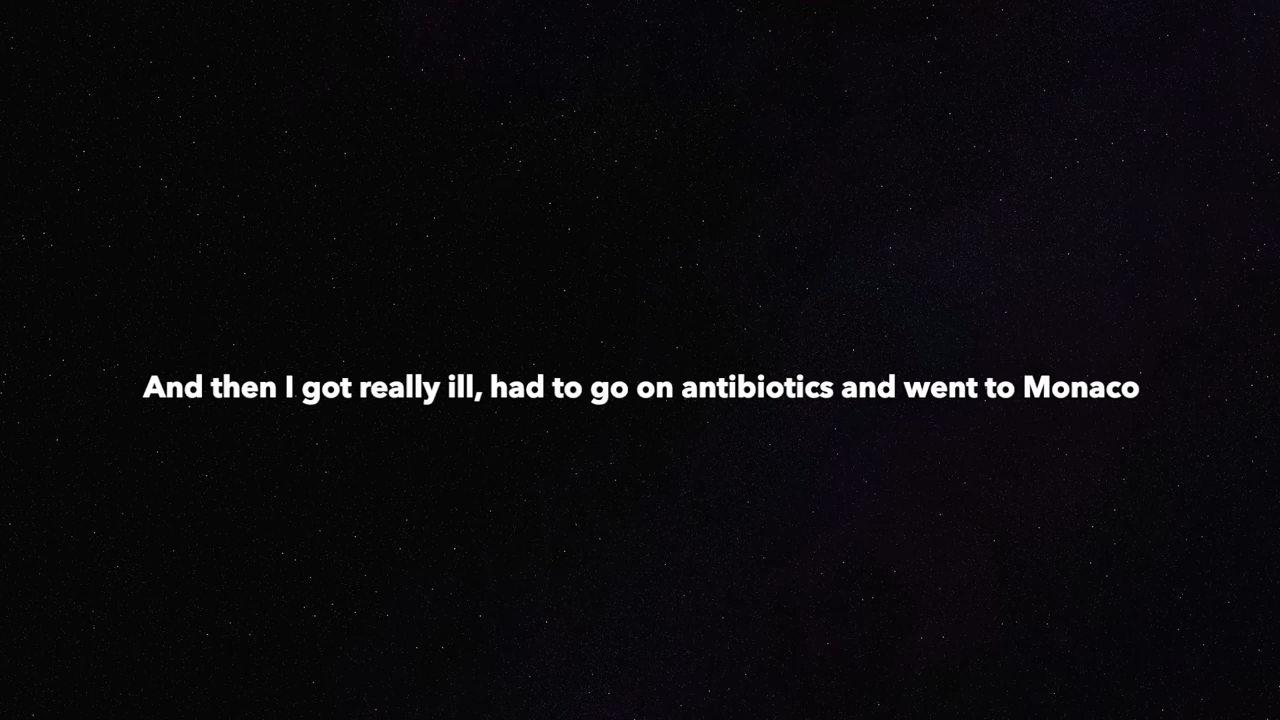 And then I got really ill, had to go on antibiotics and went to Monaco